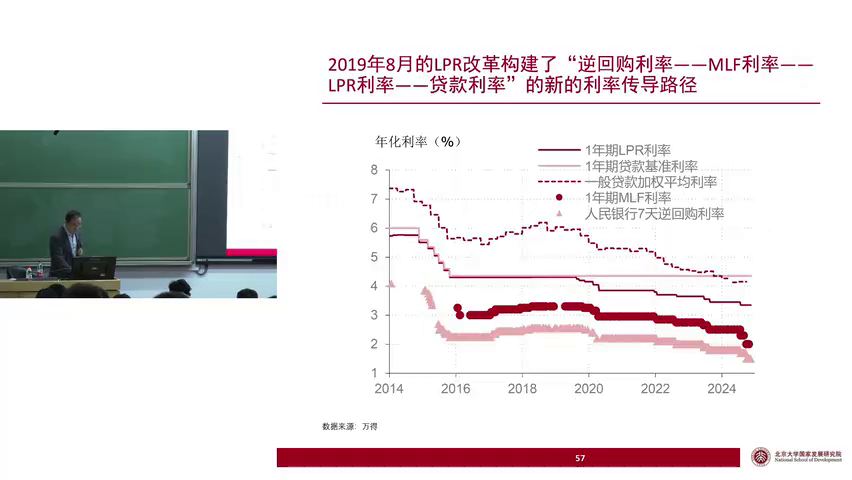 2019年8月的LPR改革构建了“逆回购利率——MLF利率——
LPR利率——贷款利率”的新的利率传导路径
年化利率（%）
1年期LPR利率
1年期贷款基准利率
一般贷款加权平均利率
1年期MLF利率
人民银行7天逆回购利率
8
7
6
5
4
3
2
1
2014 2016 2018 2020 2022 2024
数据来源：万得
57
北京大学国家发展研究院
National School of Development